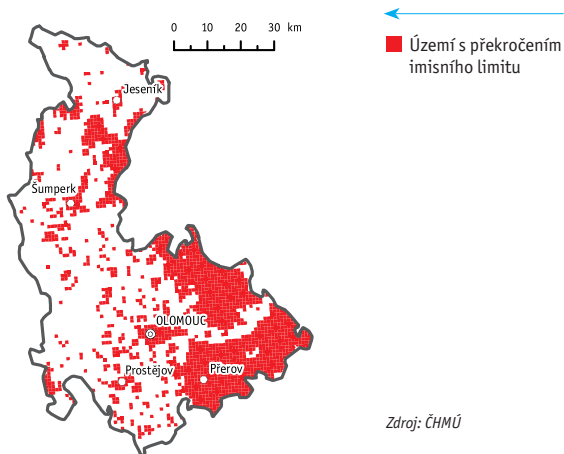 0 10 20 30 km
Území s překročením
imisního limitu
Jeseník
Šumperk
OLOMOUC
Prostějov
Přerov
Zdroj: ČHMÚ